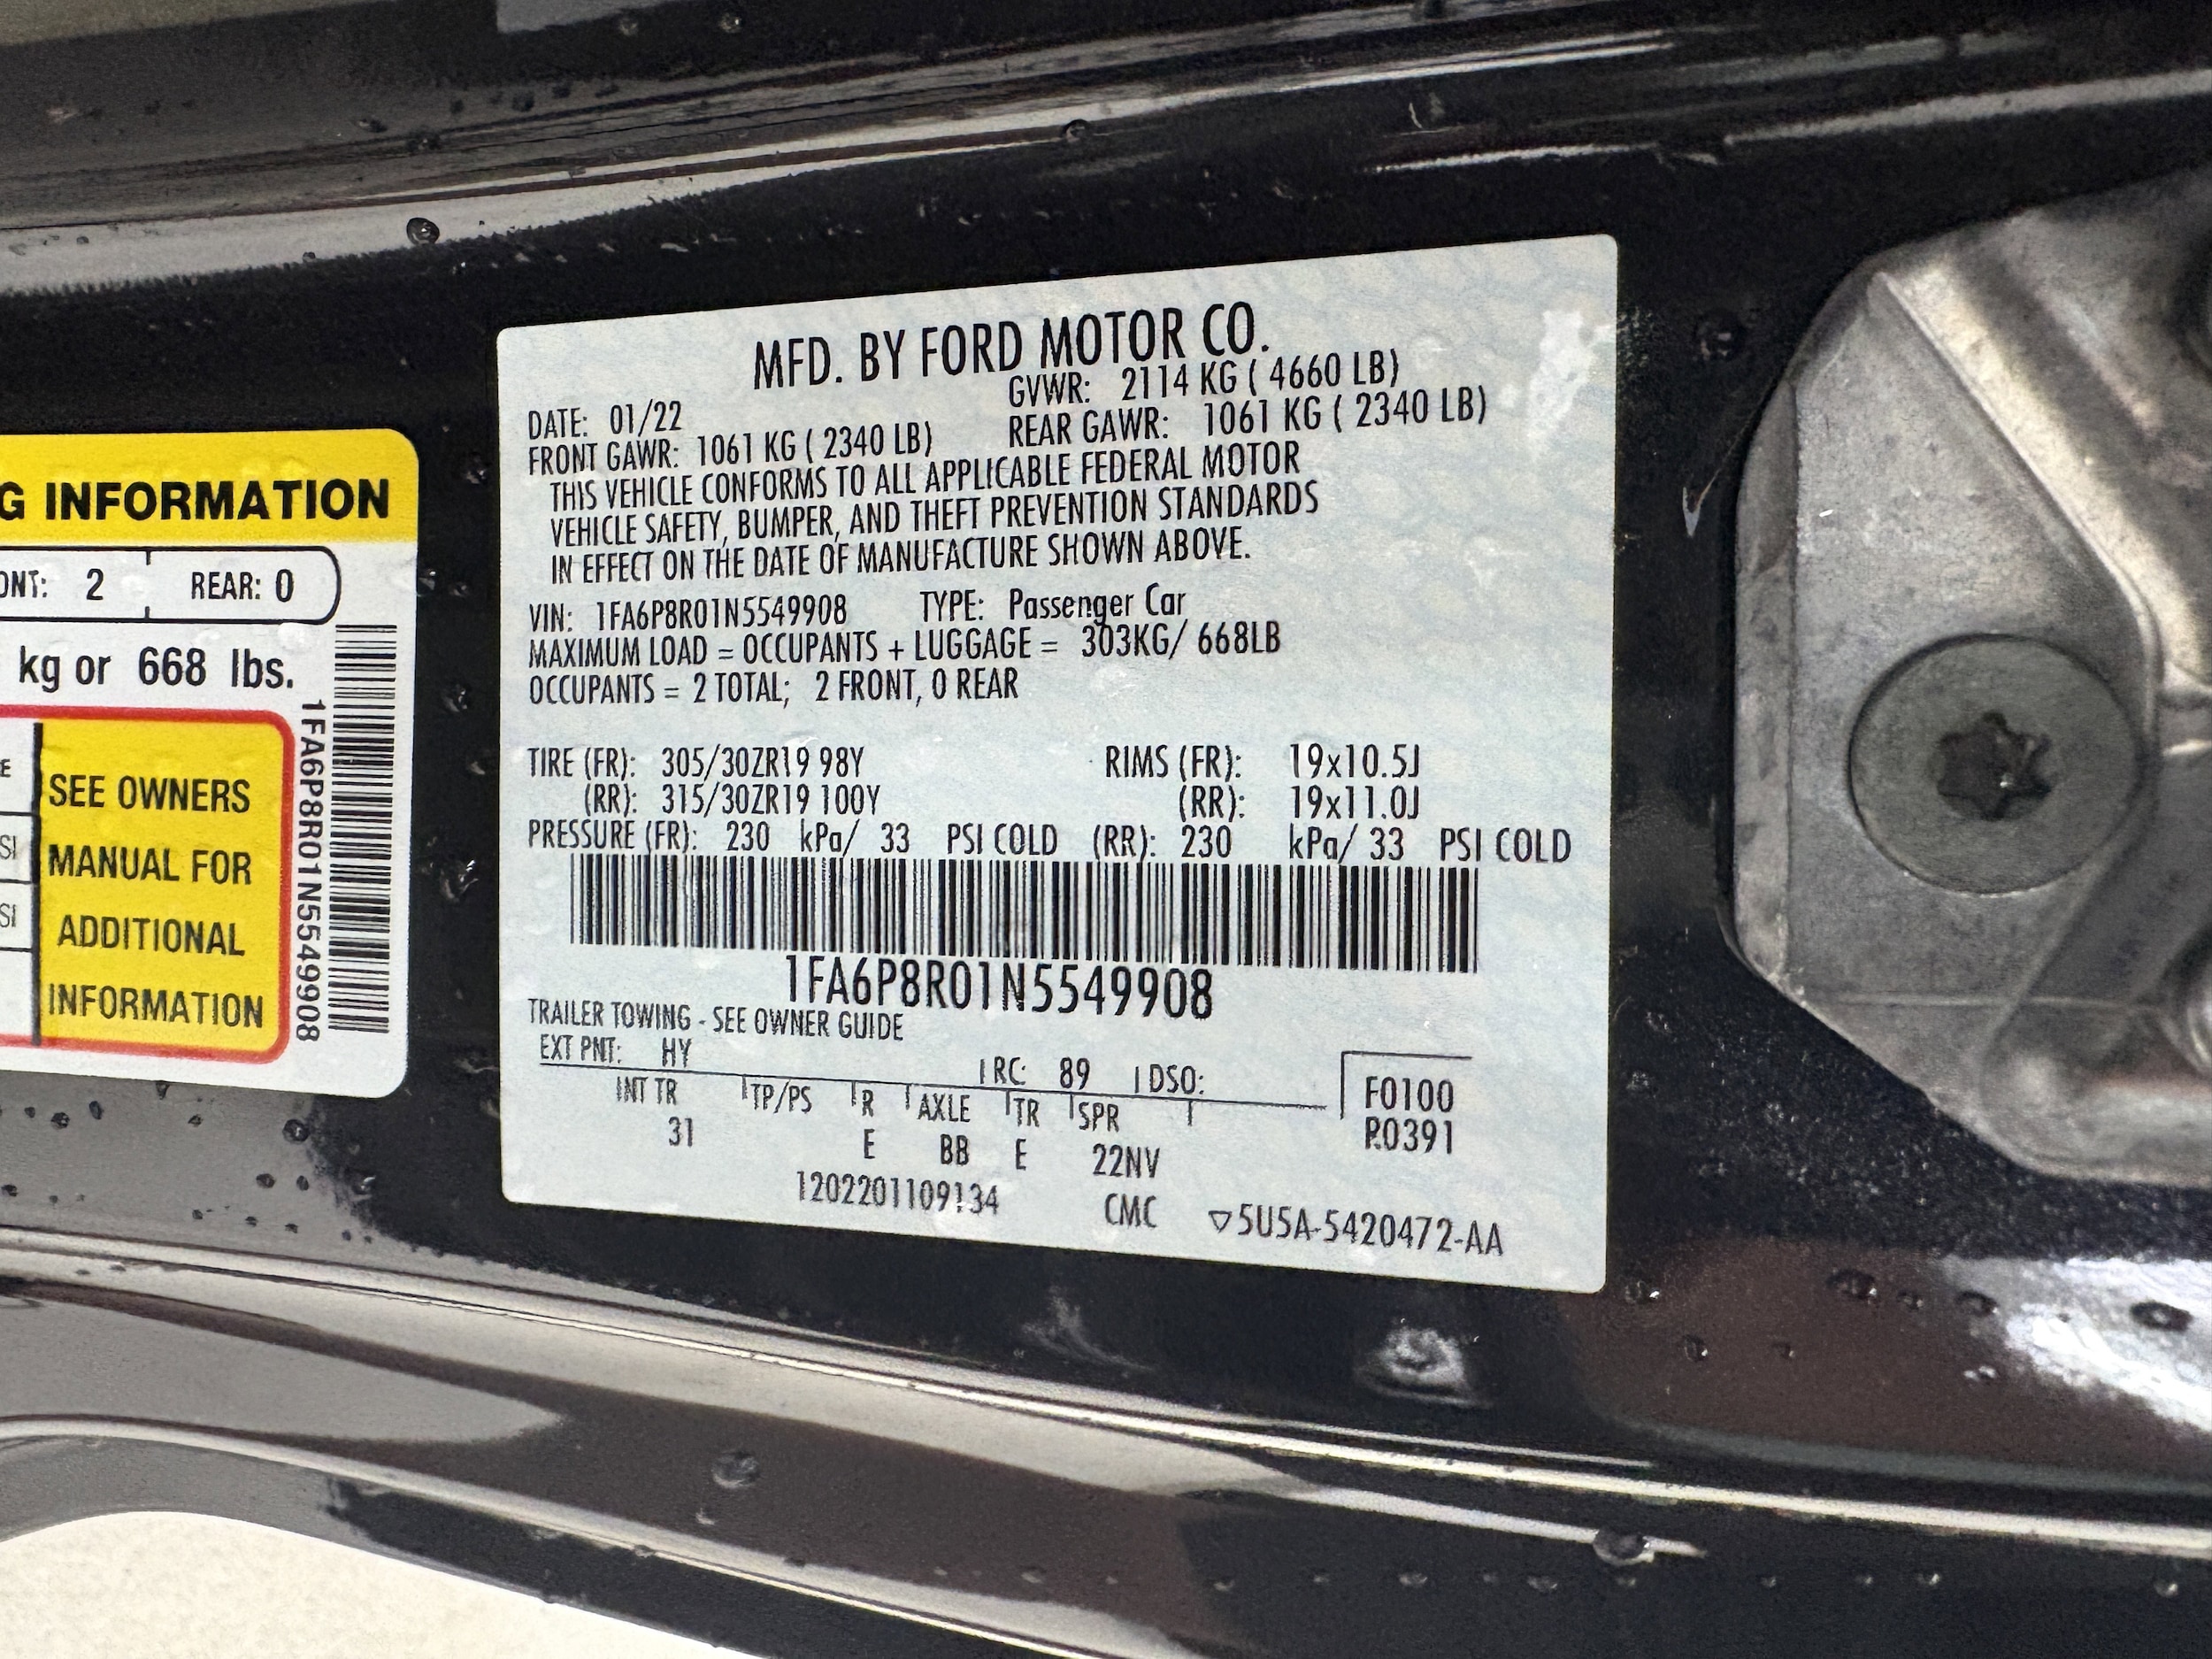 G INFORMATION
ONT: 2 REAR: 0
kg or 668 lbs.
SEE OWNERS
MANUAL FOR
ADDITIONAL
INFORMATION
1FA6P8R01N5549908
MFD. BY FORD MOTOR CO.
DATE: 01/22 GVWR: 2114 KG ( 4660 LB)
FRONT GAWR: 1061 KG ( 2340 LB) REAR GAWR: 1061 KG ( 2340 LB)
THIS VEHICLE CONFORMS TO ALL APPLICABLE FEDERAL MOTOR
VEHICLE SAFETY, BUMPER, AND THEFT PREVENTION STANDARDS
IN EFFECT ON THE DATE OF MANUFACTURE SHOWN ABOVE.
VIN: 1FA6P8R01N5549908 TYPE: Passenger Car
MAXIMUM LOAD = OCCUPANTS + LUGGAGE = 303KG/ 668LB
OCCUPANTS = 2 TOTAL; 2 FRONT, 0 REAR
TIRE (FR): 305/30ZR19 98Y RIMS (FR): 19x10.5J
(RR): 315/30ZR19 100Y (RR): 19x11.0J
PRESSURE (FR): 230 kPa/ 33 PSI COLD (RR): 230 kPa/ 33 PSI COLD
1FA6P8R01N5549908
TRAILER TOWING - SEE OWNER GUIDE
EXT PNT: HY RC: 89 DSO: F0100
INT TR TP/PS R AXLE TR SPR R0391
31 E BB E 22NV
1202201109134 CMC ▽5U5A-5420472-AA